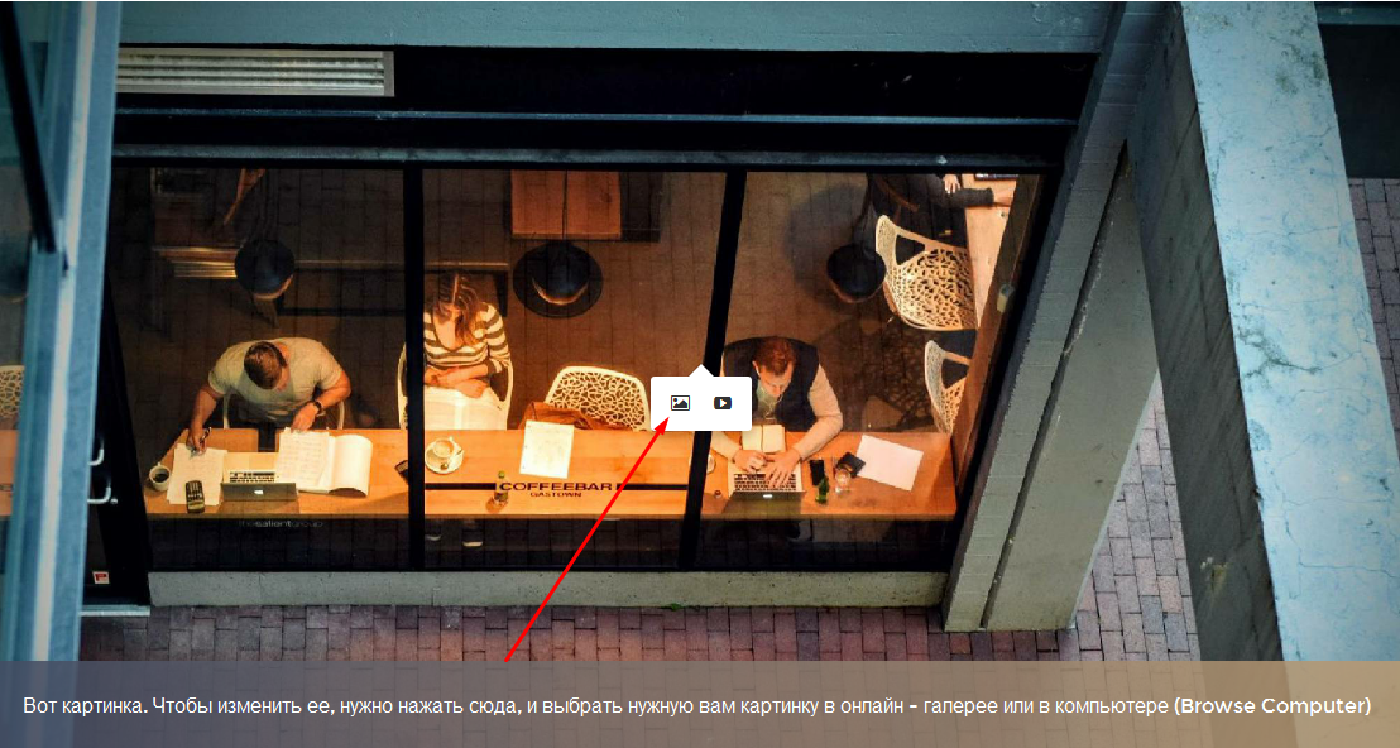 COFFEEBAR
GASTOWN
thesalientgroup
Вот картинка. Чтобы изменить ее, нужно нажать сюда, и выбрать нужную вам картинку в онлайн - галерее или в компьютере (Browse Computer)